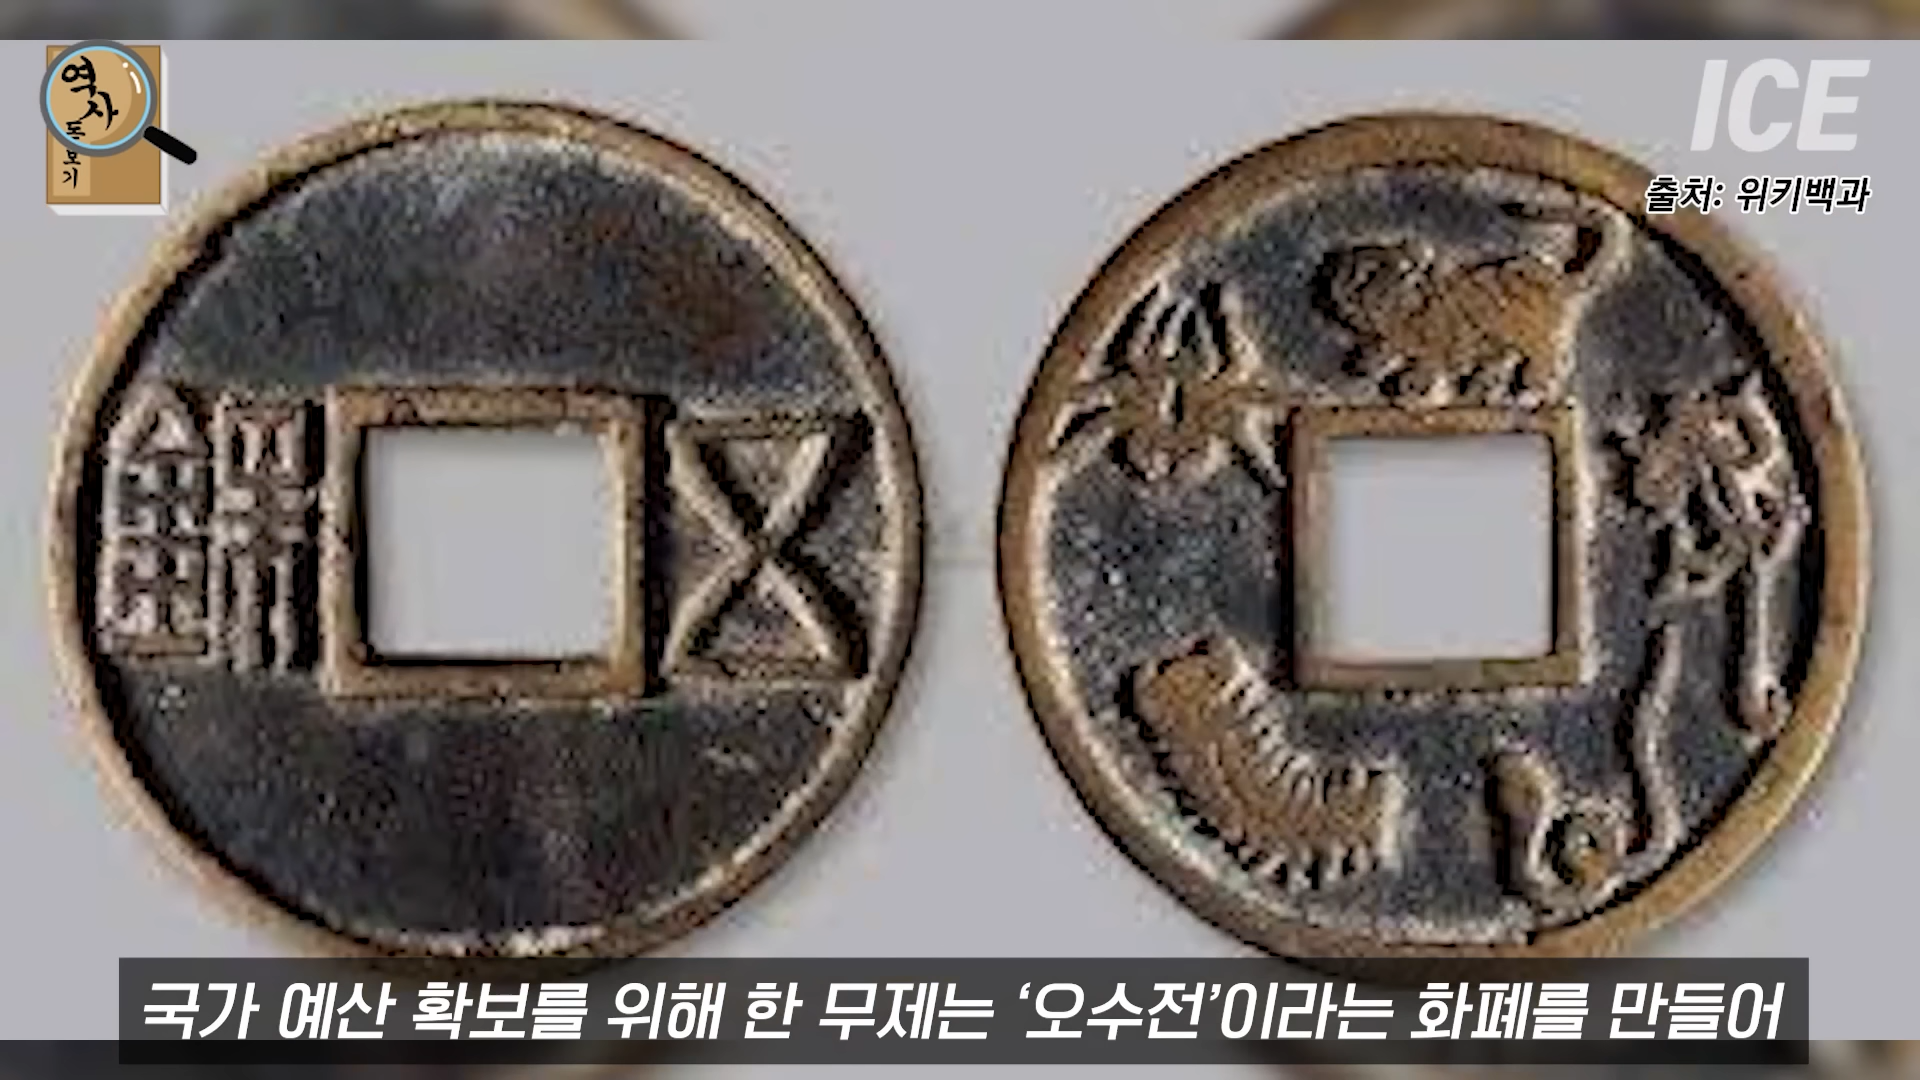 역사
돋보기
ICE
출처: 위키백과
五 銖
국가 예산 확보를 위해 한 무제는 ‘오수전’이라는 화폐를 만들어